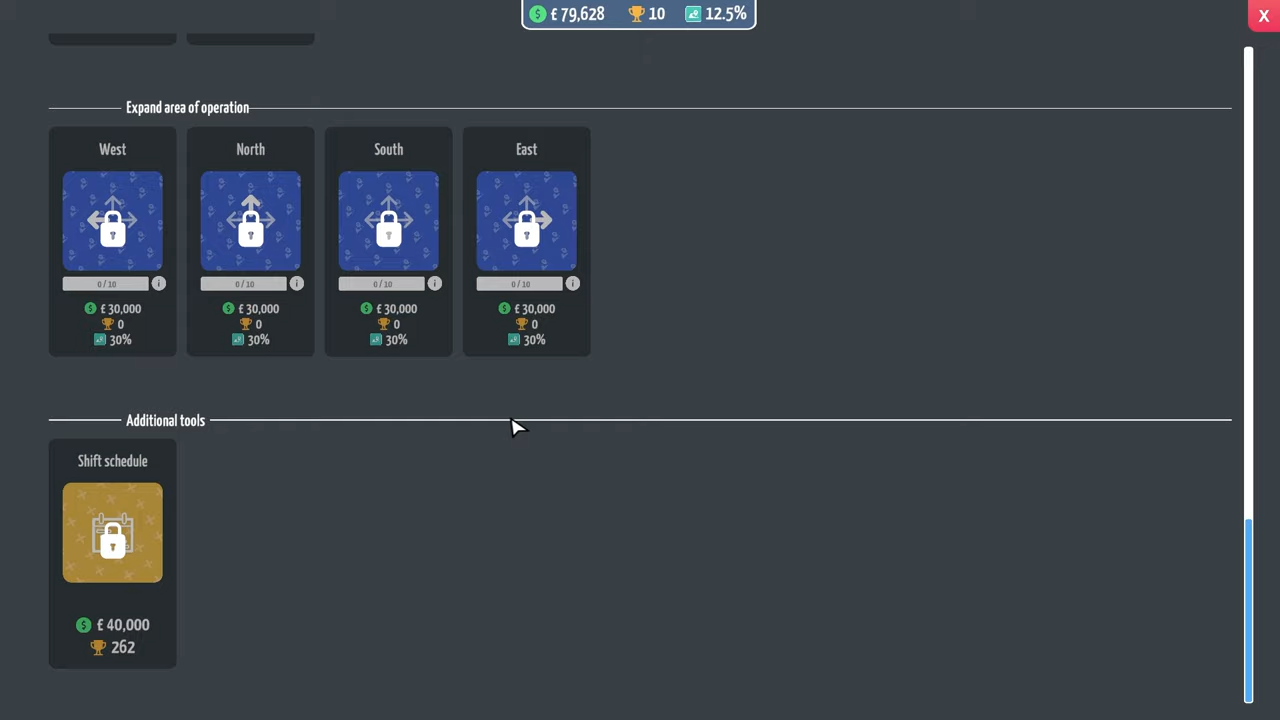 £ 79,628 10 12.5%
X
Expand area of operation
West North South East
0 / 10 i 0 / 10 i 0 / 10 i 0 / 10 i
$ £ 30,000 $ £ 30,000 $ £ 30,000 $ £ 30,000
0 0 0 0
30% 30% 30% 30%
Additional tools
Shift schedule
$ £ 40,000
262